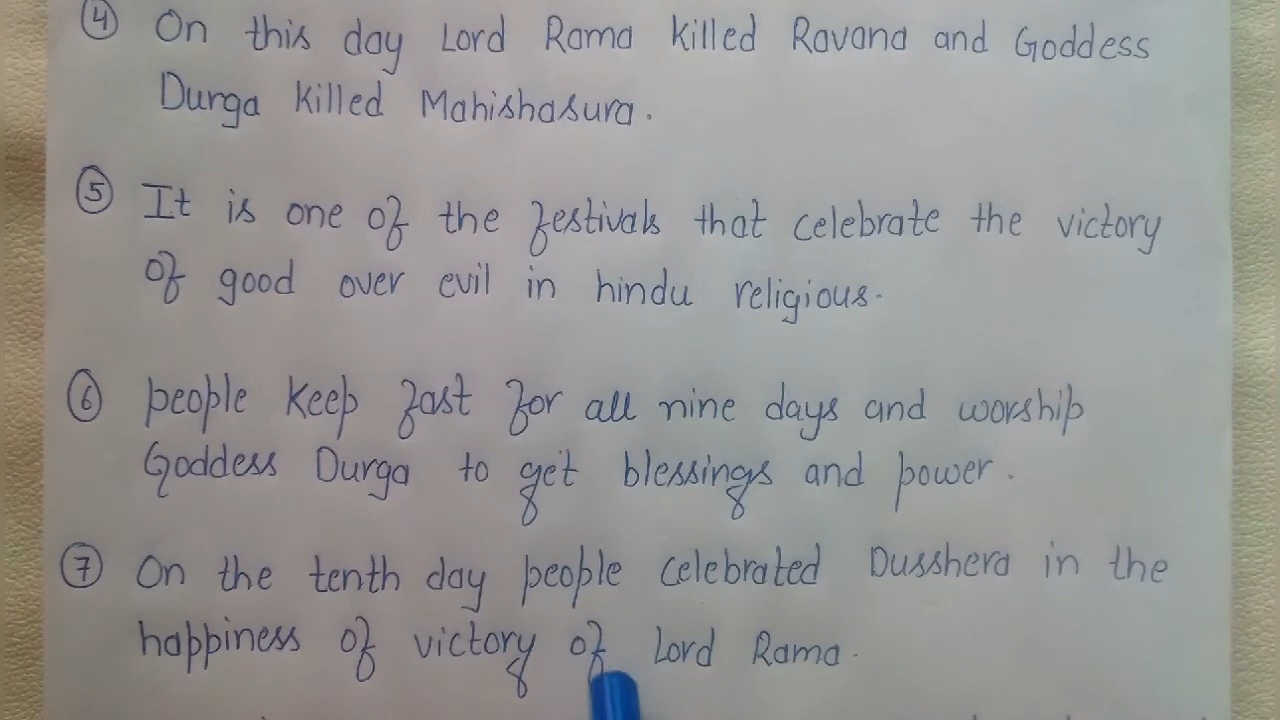 ④ On this day Lord Rama killed Ravana and Goddess
Durga killed Mahishasura.
⑤ It is one of the festivals that celebrate the victory
of good over evil in hindu religious.
⑥ people keep fast for all nine days and worship
Goddess Durga to get blessings and power.
⑦ On the tenth day people celebrated Dusshera in the
happiness of victory of Lord Rama.